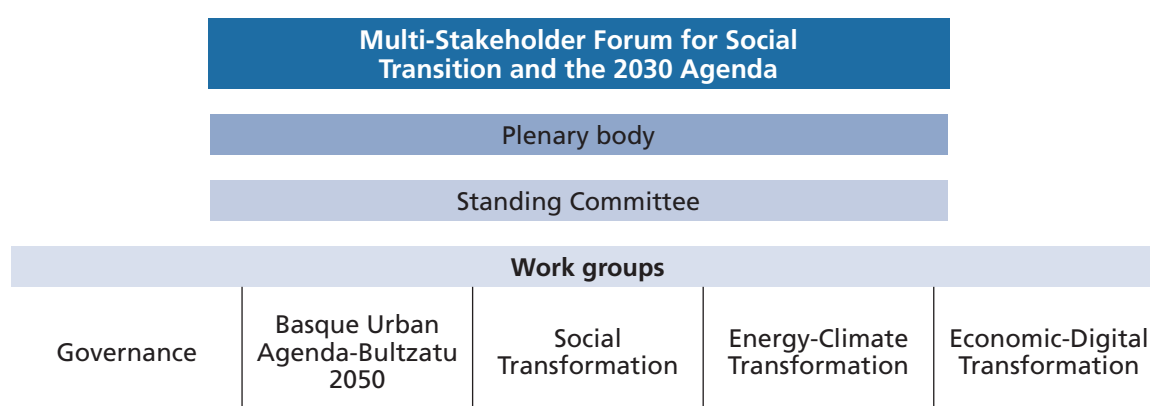 Multi-Stakeholder Forum for Social
Transition and the 2030 Agenda
Plenary body
Standing Committee
Work groups
Governance
Basque Urban
Agenda-Bultzatu
2050
Social
Transformation
Energy-Climate
Transformation
Economic-Digital
Transformation